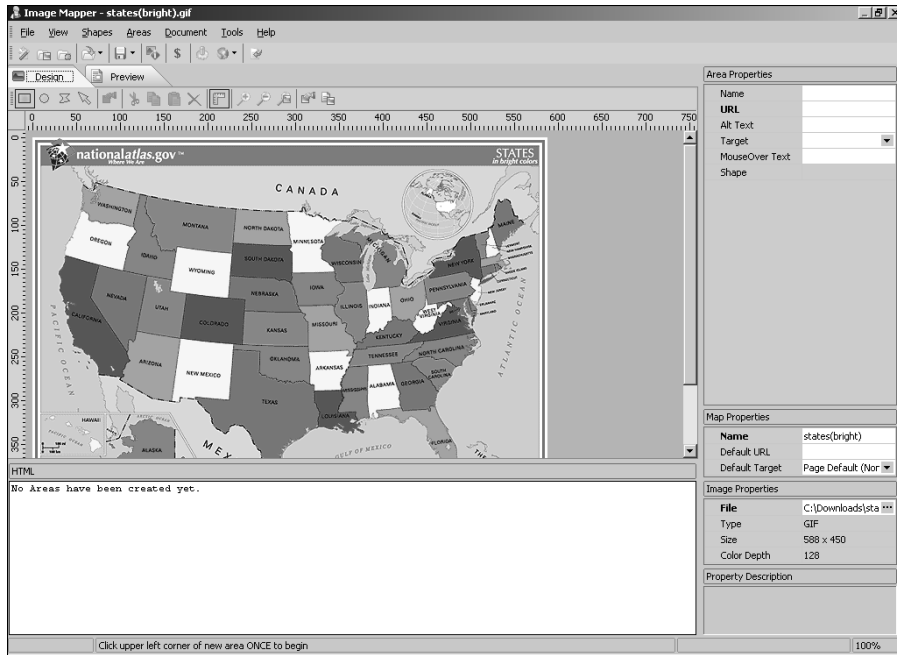 Image Mapper - states(bright).gif
File View Shapes Areas Document Tools Help
Design Preview
0 50 100 150 200 250 300 350 400 450 500 550 600 650 700 750
0
50
100
150
200
250
300
350
nationalatlas.gov ™
Where We Are
STATES
in bright colors
CANADA
WASHINGTON
MONTANA
NORTH DAKOTA
MINNESOTA
MAINE
OREGON
IDAHO
WYOMING
SOUTH DAKOTA
WISCONSIN
MICHIGAN
NEW YORK
NEVADA
UTAH
COLORADO
NEBRASKA
IOWA
ILLINOIS
INDIANA
OHIO
PENNSYLVANIA
CALIFORNIA
KANSAS
MISSOURI
KENTUCKY
WEST VIRGINIA
VIRGINIA
ARIZONA
NEW MEXICO
OKLAHOMA
ARKANSAS
TENNESSEE
NORTH CAROLINA
SOUTH CAROLINA
TEXAS
LOUISIANA
MISSISSIPPI
ALABAMA
GEORGIA
FLORIDA
PACIFIC OCEAN
ATLANTIC OCEAN
GULF OF MEXICO
MEX
THE
HAWAII
ALASKA
ARCTIC OCEAN
PACIFIC OCEAN
HTML
No Areas have been created yet.
Click upper left corner of new area ONCE to begin
100%
Area Properties
Name
URL
Alt Text
Target
MouseOver Text
Shape
Map Properties
Name states(bright)
Default URL
Default Target Page Default (Nor
Image Properties
File C:\Downloads\sta ...
Type GIF
Size 588 x 450
Color Depth 128
Property Description